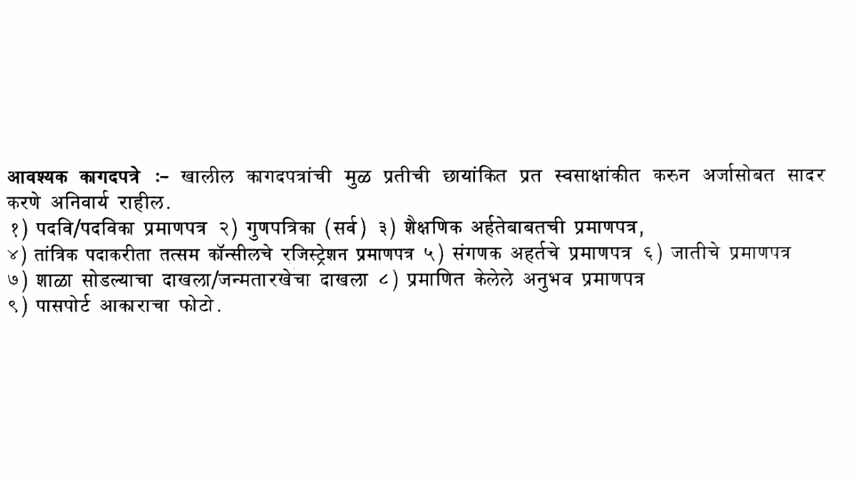 आवश्यक कागदपत्रे :- खालील कागदपत्रांची मुळ प्रतीची छायांकित प्रत स्वसाक्षांकीत करुन अर्जासोबत सादर
करणे अनिवार्य राहील.
१) पदवि/पदविका प्रमाणपत्र २) गुणपत्रिका (सर्व) ३) शैक्षणिक अर्हतेबाबतची प्रमाणपत्र,
४) तांत्रिक पदाकरीता तत्सम कॉन्सीलचे रजिस्ट्रेशन प्रमाणपत्र ५) संगणक अहर्तचे प्रमाणपत्र ६) जातीचे प्रमाणपत्र
७) शाळा सोडल्याचा दाखला/जन्मतारखेचा दाखला ८) प्रमाणित केलेले अनुभव प्रमाणपत्र
९) पासपोर्ट आकाराचा फोटो.